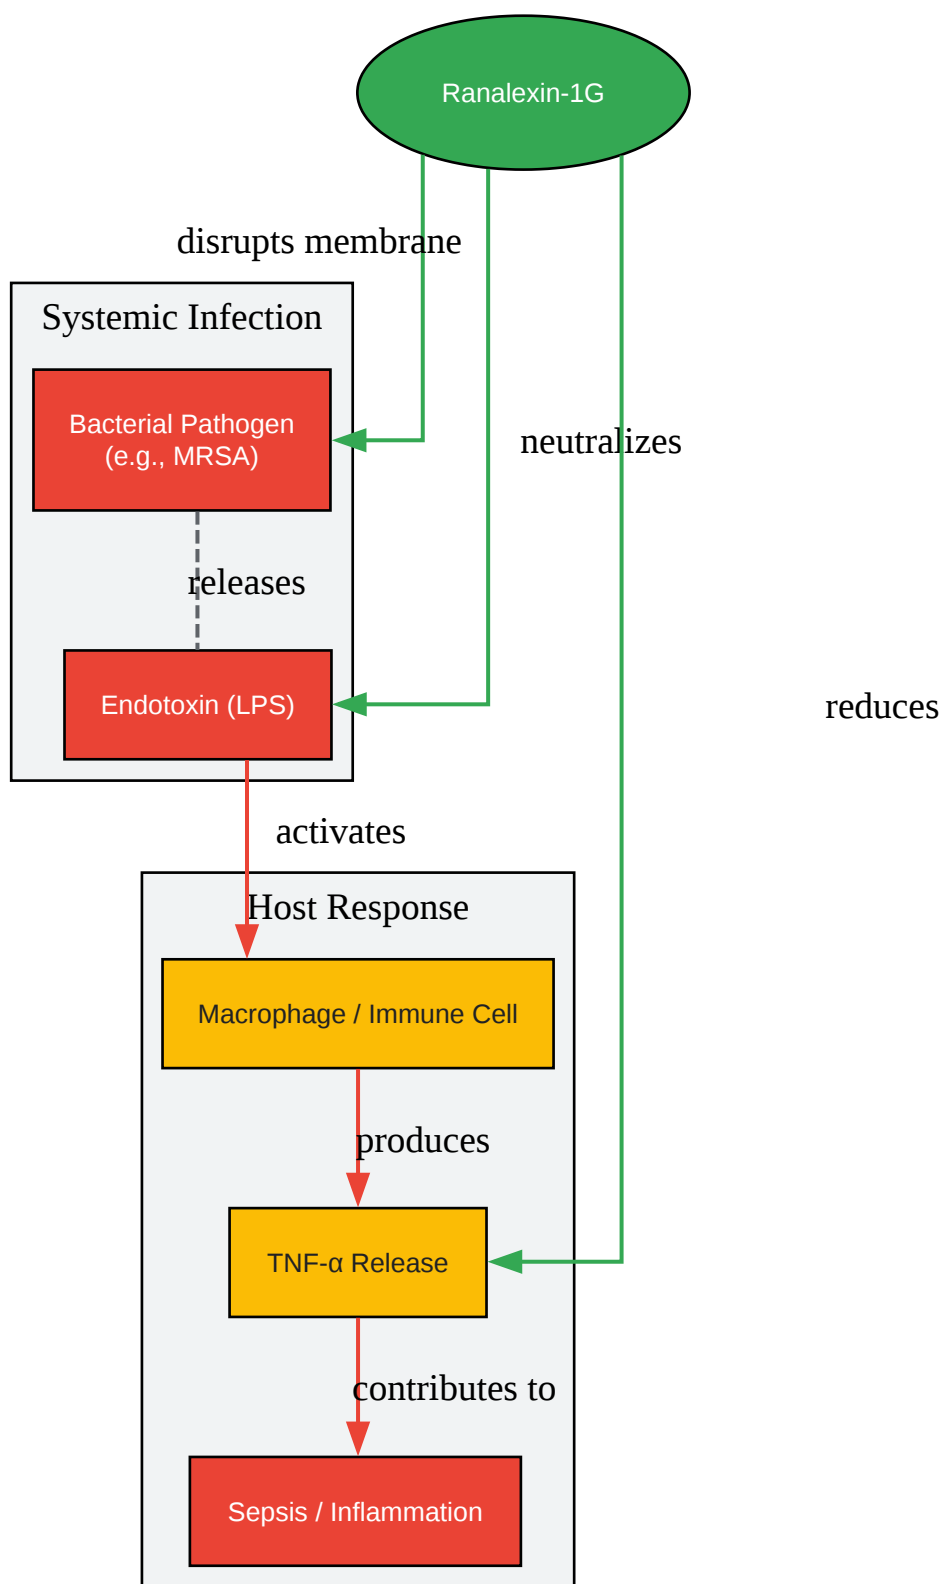 Ranalexin-1G
disrupts membrane
Systemic Infection
Bacterial Pathogen
(e.g., MRSA)
neutralizes
releases
Endotoxin (LPS)
reduces
activates
Host Response
Macrophage / Immune Cell
produces
TNF-α Release
contributes to
Sepsis / Inflammation